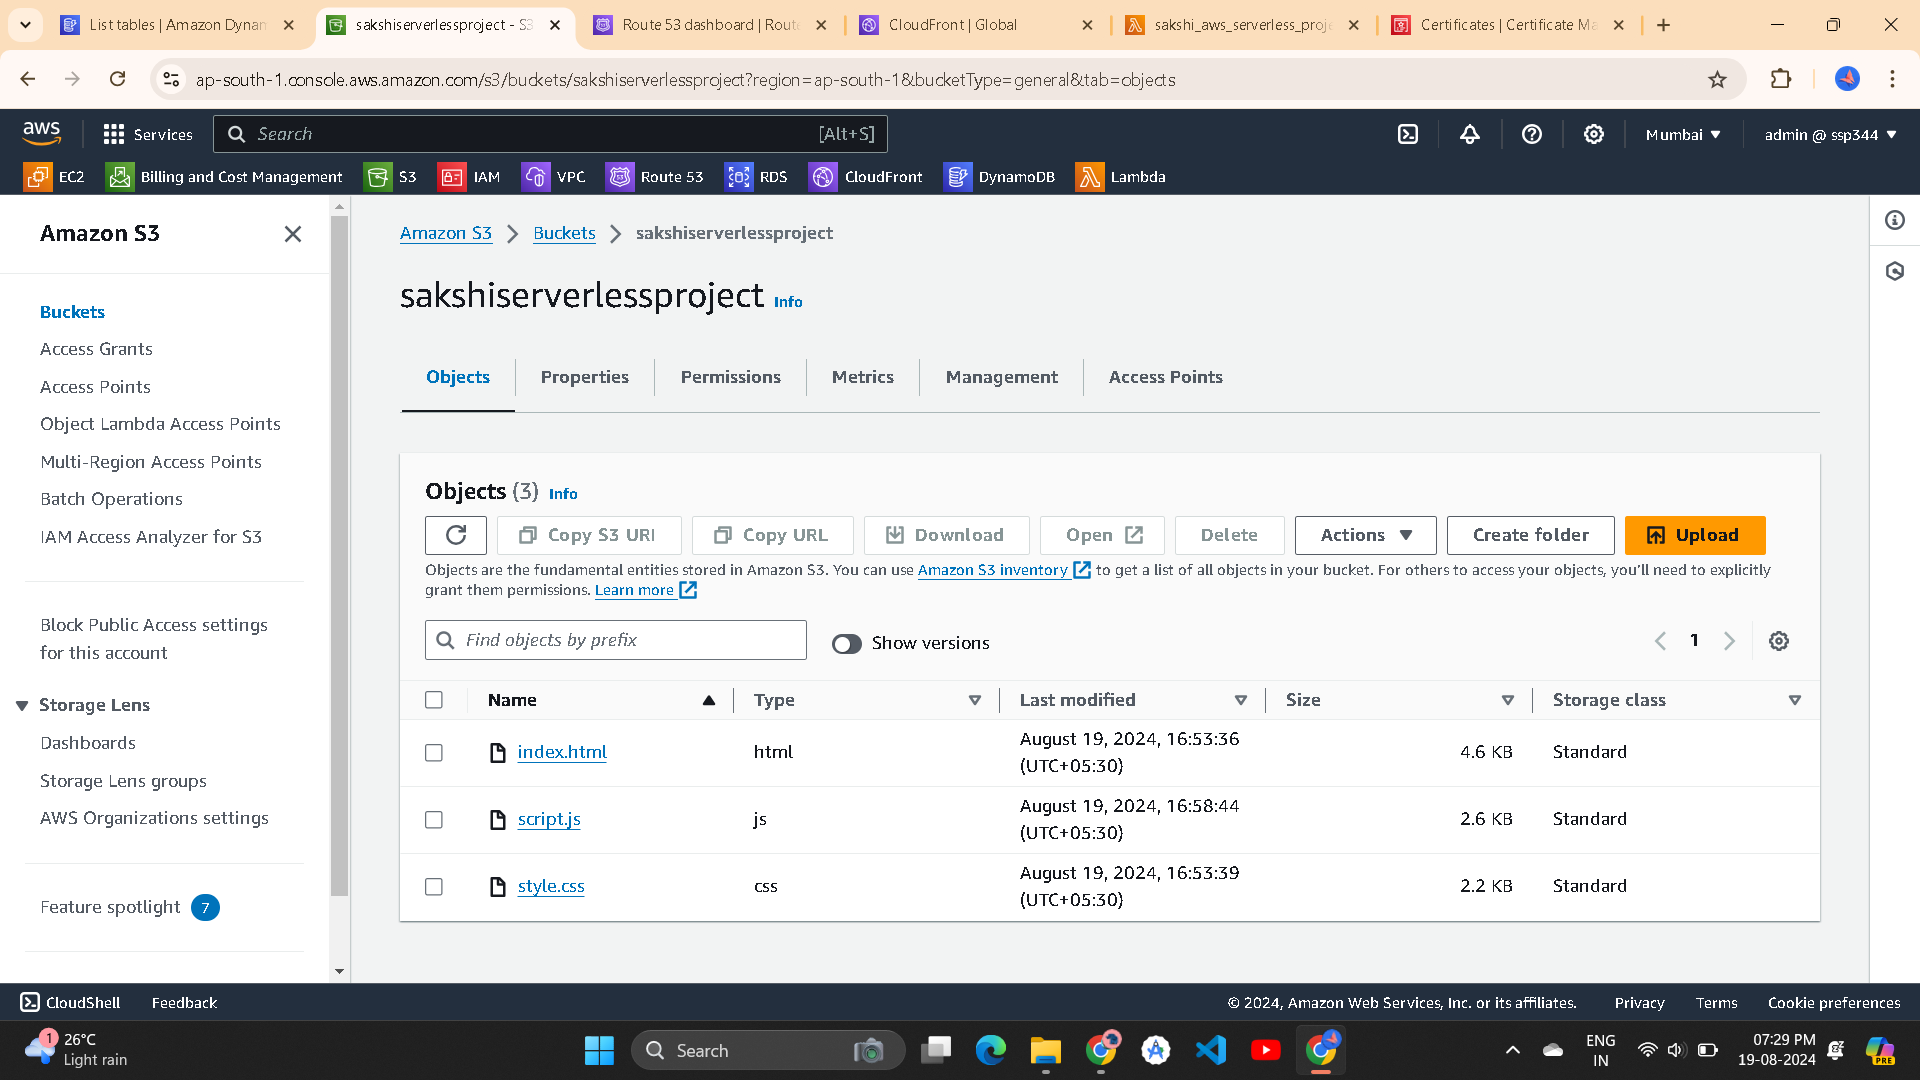 List tables | Amazon Dynan
sakshiserverlessproject - S3
Route 53 dashboard | Route
CloudFront | Global
sakshi_aws_serverless_proje
Certificates | Certificate Ma
ap-south-1.console.aws.amazon.com/s3/buckets/sakshiserverlessproject?region=ap-south-1&bucketType=general&tab=objects
aws
Services
Search
[Alt+S]
Mumbai
admin @ ssp344
EC2
Billing and Cost Management
S3
IAM
VPC
Route 53
RDS
CloudFront
DynamoDB
Lambda
Amazon S3
Buckets
Access Grants
Access Points
Object Lambda Access Points
Multi-Region Access Points
Batch Operations
IAM Access Analyzer for S3
Block Public Access settings
for this account
Storage Lens
Dashboards
Storage Lens groups
AWS Organizations settings
Feature spotlight 7
Amazon S3 > Buckets > sakshiserverlessproject
sakshiserverlessproject Info
Objects
Properties
Permissions
Metrics
Management
Access Points
Objects (3) Info
Copy S3 URI
Copy URL
Download
Open
Delete
Actions
Create folder
Upload
Objects are the fundamental entities stored in Amazon S3. You can use Amazon S3 inventory to get a list of all objects in your bucket. For others to access your objects, you'll need to explicitly
grant them permissions. Learn more
Find objects by prefix
Show versions
1
Name Type Last modified Size Storage class
index.html html August 19, 2024, 16:53:36 (UTC+05:30) 4.6 KB Standard
script.js js August 19, 2024, 16:58:44 (UTC+05:30) 2.6 KB Standard
style.css css August 19, 2024, 16:53:39 (UTC+05:30) 2.2 KB Standard
CloudShell
Feedback
© 2024, Amazon Web Services, Inc. or its affiliates.
Privacy
Terms
Cookie preferences
1
26°C
Light rain
Search
ENG
IN
07:29 PM
19-08-2024
PRE